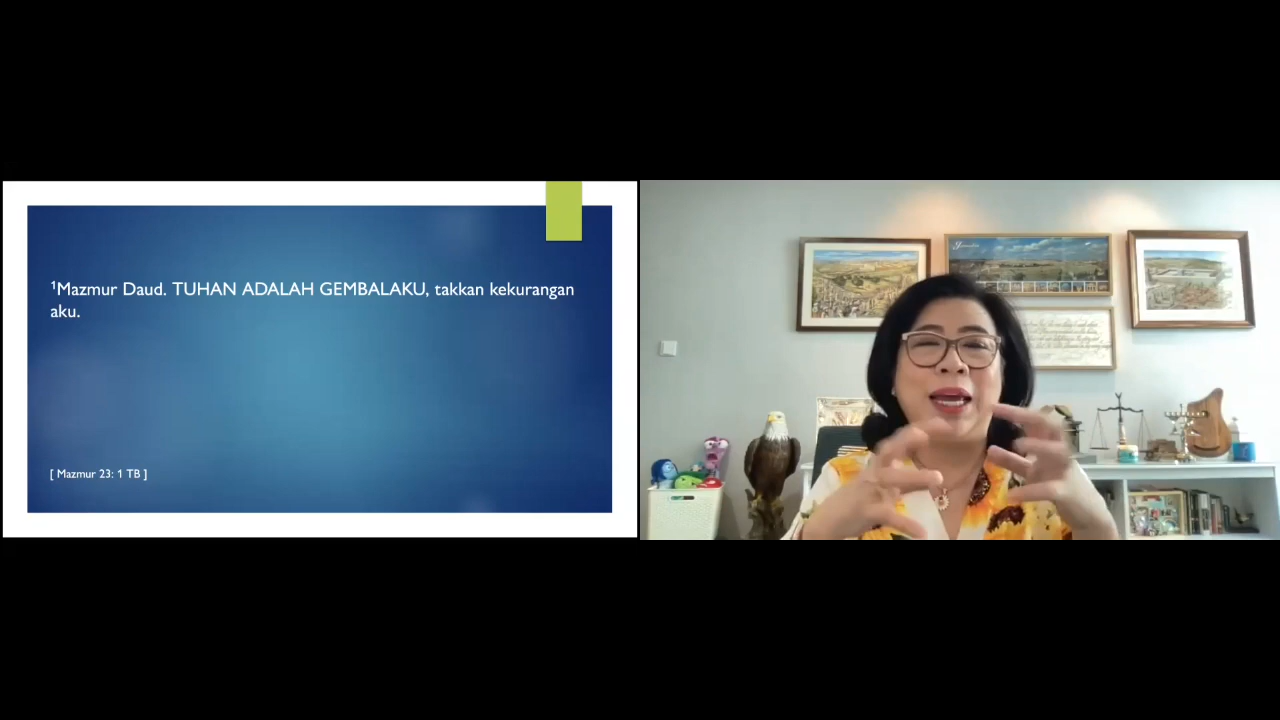 ¹Mazmur Daud. TUHAN ADALAH GEMBALAKU, takkan kekurangan
aku.
[ Mazmur 23: 1 TB ]